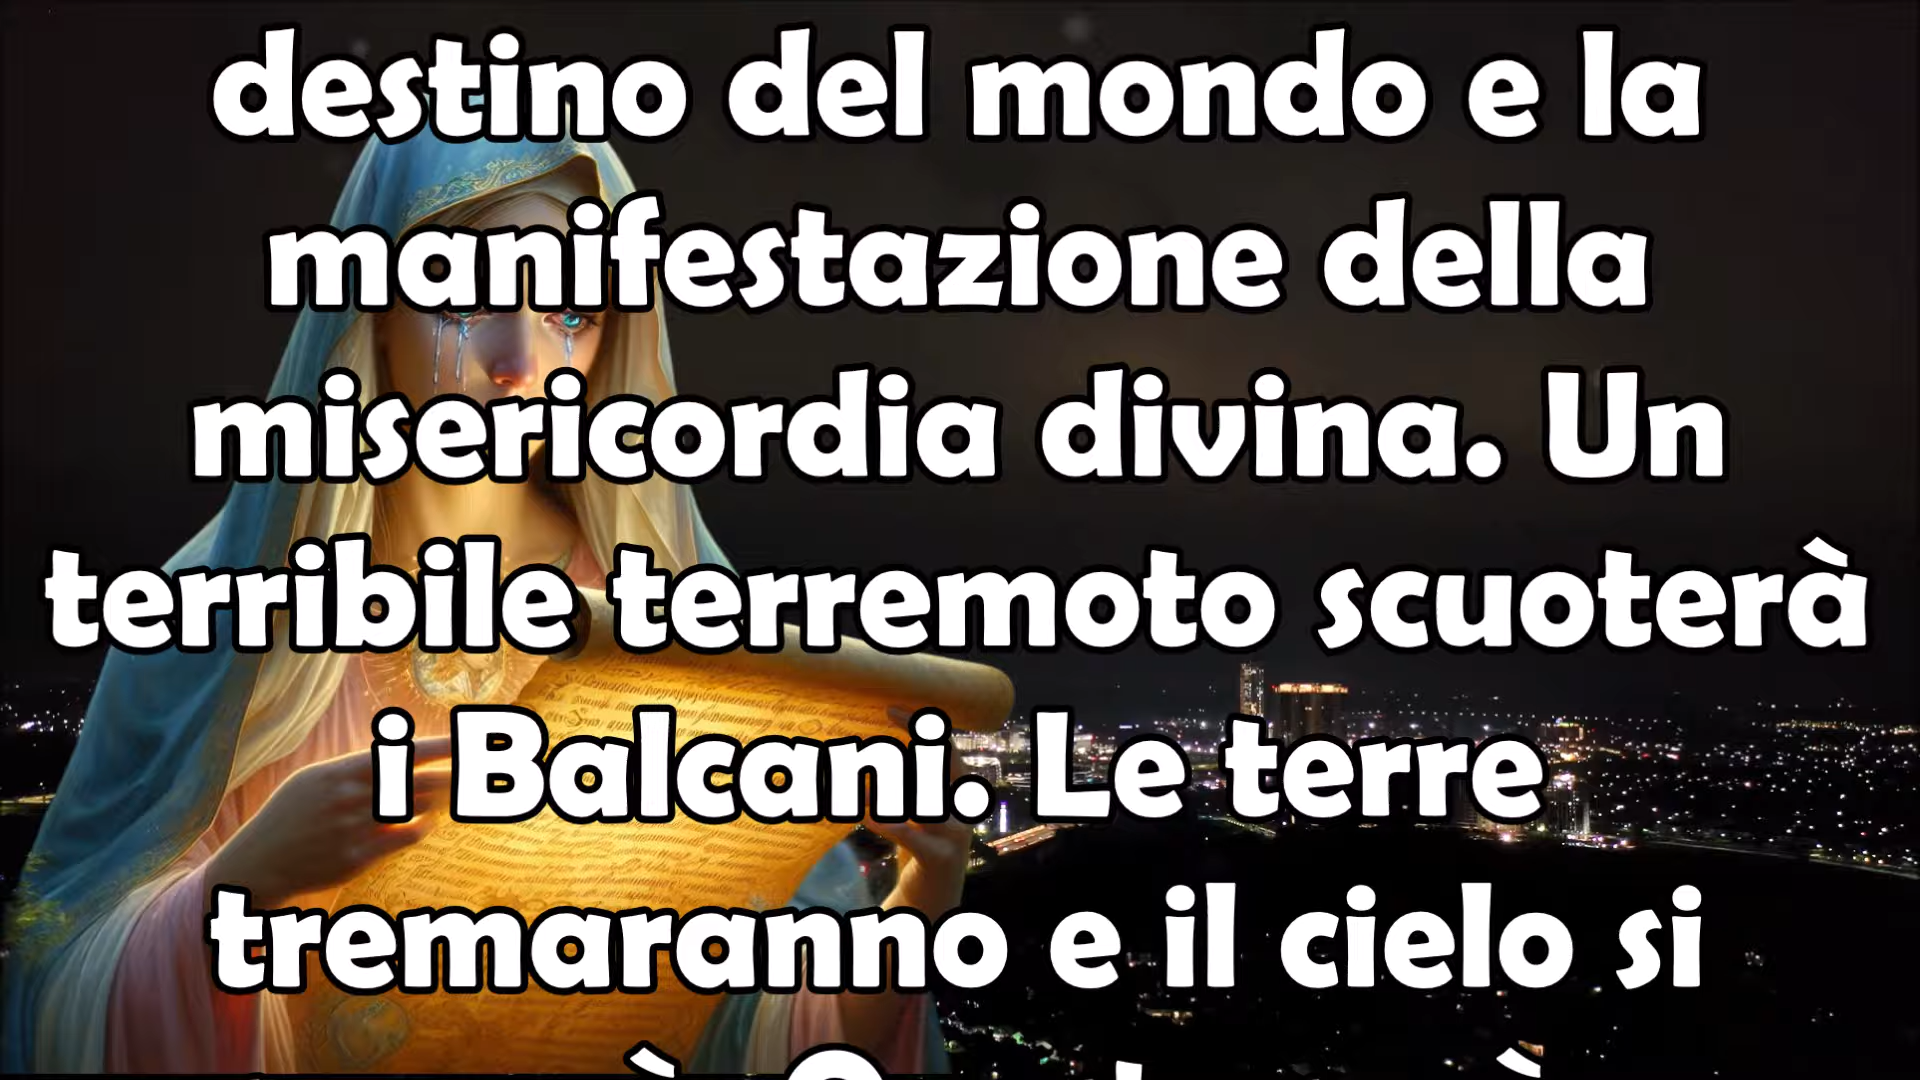 destino del mondo e la
manifestazione della
misericordia divina. Un
terribile terremoto scuoterà
i Balcani. Le terre
tremaranno e il cielo si